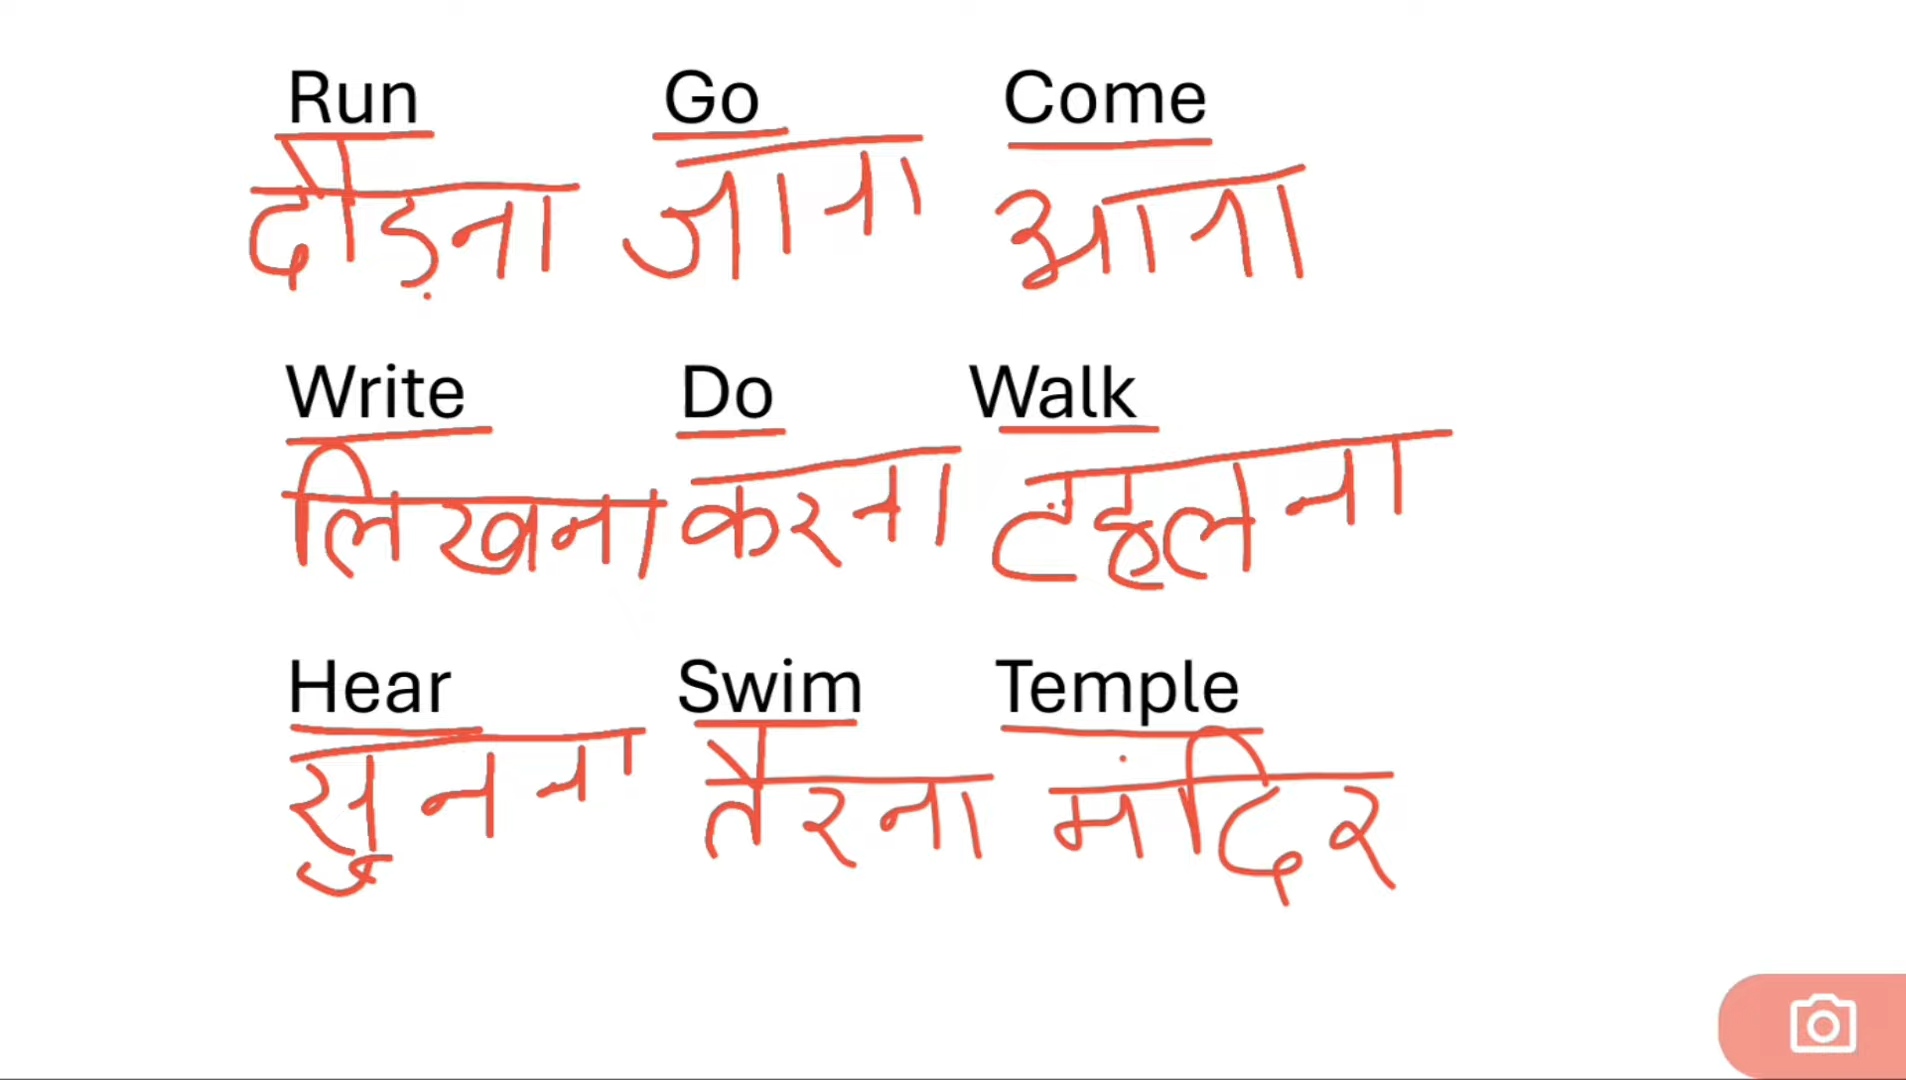 Run Go Come
दौड़ना जाना आना
Write Do Walk
लिखना करना टहलना
Hear Swim Temple
सुनना तैरना मंदिर